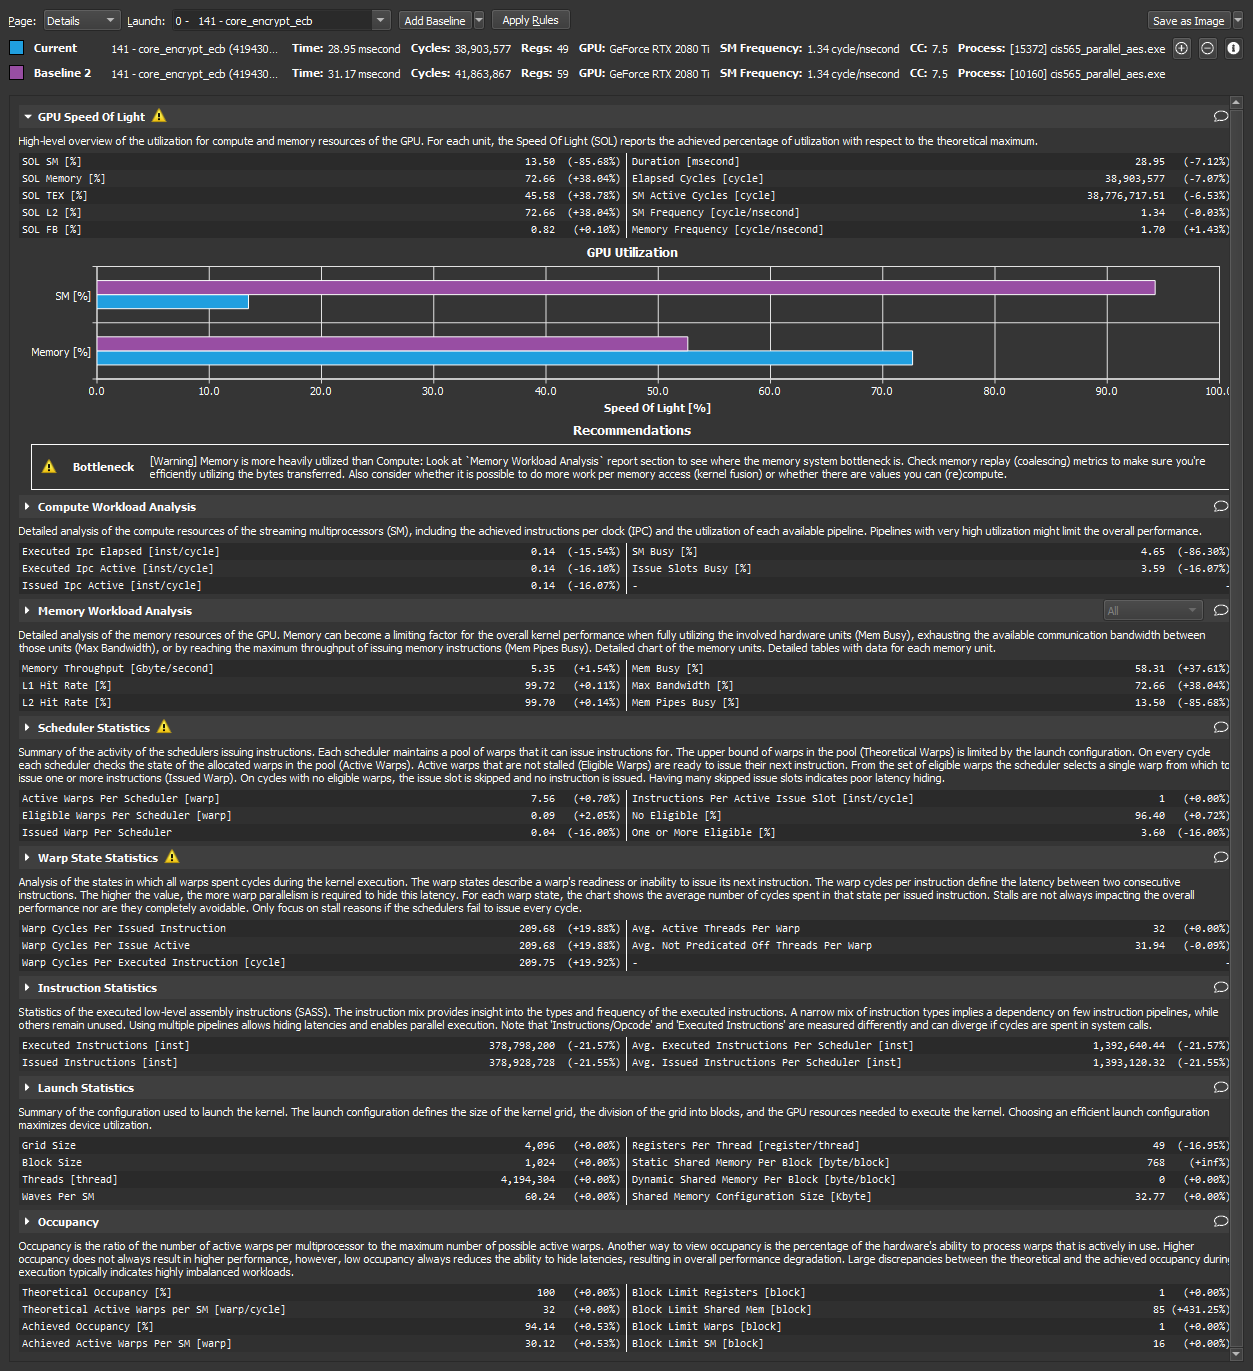 Page: Details Launch: 0 - 141 - core_encrypt_ecb Add Baseline Apply Rules Save as Image
Current 141 - core_encrypt_ecb (419430... Time: 28.95 msecond Cycles: 38,903,577 Regs: 49 GPU: GeForce RTX 2080 Ti SM Frequency: 1.34 cycle/nsecond CC: 7.5 Process: [15372] cis565_parallel_aes.exe
Baseline 2 141 - core_encrypt_ecb (419430... Time: 31.17 msecond Cycles: 41,863,867 Regs: 59 GPU: GeForce RTX 2080 Ti SM Frequency: 1.34 cycle/nsecond CC: 7.5 Process: [10160] cis565_parallel_aes.exe
GPU Speed Of Light
High-level overview of the utilization for compute and memory resources of the GPU. For each unit, the Speed Of Light (SOL) reports the achieved percentage of utilization with respect to the theoretical maximum.
SOL SM [%] 13.50 (-85.68%) Duration [msecond] 28.95 (-7.12%)
SOL Memory [%] 72.66 (+38.04%) Elapsed Cycles [cycle] 38,903,577 (-7.07%)
SOL TEX [%] 45.58 (+38.78%) SM Active Cycles [cycle] 38,776,717.51 (-6.53%)
SOL L2 [%] 72.66 (+38.04%) SM Frequency [cycle/nsecond] 1.34 (-0.03%)
SOL FB [%] 0.82 (+0.10%) Memory Frequency [cycle/nsecond] 1.70 (+1.43%)
GPU Utilization
SM [%]
Memory [%]
0.0 10.0 20.0 30.0 40.0 50.0 60.0 70.0 80.0 90.0 100.(
Speed Of Light [%]
Recommendations
Bottleneck [Warning] Memory is more heavily utilized than Compute: Look at `Memory Workload Analysis` report section to see where the memory system bottleneck is. Check memory replay (coalescing) metrics to make sure you're
efficiently utilizing the bytes transferred. Also consider whether it is possible to do more work per memory access (kernel fusion) or whether there are values you can (re)compute.
Compute Workload Analysis
Detailed analysis of the compute resources of the streaming multiprocessors (SM), including the achieved instructions per clock (IPC) and the utilization of each available pipeline. Pipelines with very high utilization might limit the overall performance.
Executed Ipc Elapsed [inst/cycle] 0.14 (-15.54%) SM Busy [%] 4.65 (-86.30%)
Executed Ipc Active [inst/cycle] 0.14 (-16.10%) Issue Slots Busy [%] 3.59 (-16.07%)
Issued Ipc Active [inst/cycle] 0.14 (-16.07%) - -
Memory Workload Analysis All
Detailed analysis of the memory resources of the GPU. Memory can become a limiting factor for the overall kernel performance when fully utilizing the involved hardware units (Mem Busy), exhausting the available communication bandwidth between
those units (Max Bandwidth), or by reaching the maximum throughput of issuing memory instructions (Mem Pipes Busy). Detailed chart of the memory units. Detailed tables with data for each memory unit.
Memory Throughput [Gbyte/second] 5.35 (+1.54%) Mem Busy [%] 58.31 (+37.61%)
L1 Hit Rate [%] 99.72 (+0.11%) Max Bandwidth [%] 72.66 (+38.04%)
L2 Hit Rate [%] 99.70 (+0.14%) Mem Pipes Busy [%] 13.50 (-85.68%)
Scheduler Statistics
Summary of the activity of the schedulers issuing instructions. Each scheduler maintains a pool of warps that it can issue instructions for. The upper bound of warps in the pool (Theoretical Warps) is limited by the launch configuration. On every cycle
each scheduler checks the state of the allocated warps in the pool (Active Warps). Active warps that are not stalled (Eligible Warps) are ready to issue their next instruction. From the set of eligible warps the scheduler selects a single warp from which to
issue one or more instructions (Issued Warp). On cycles with no eligible warps, the issue slot is skipped and no instruction is issued. Having many skipped issue slots indicates poor latency hiding.
Active Warps Per Scheduler [warp] 7.56 (+0.70%) Instructions Per Active Issue Slot [inst/cycle] 1 (+0.00%)
Eligible Warps Per Scheduler [warp] 0.09 (+2.05%) No Eligible [%] 96.40 (+0.72%)
Issued Warp Per Scheduler 0.04 (-16.00%) One or More Eligible [%] 3.60 (-16.00%)
Warp State Statistics
Analysis of the states in which all warps spent cycles during the kernel execution. The warp states describe a warp's readiness or inability to issue its next instruction. The warp cycles per instruction define the latency between two consecutive
instructions. The higher the value, the more warp parallelism is required to hide this latency. For each warp state, the chart shows the average number of cycles spent in that state per issued instruction. Stalls are not always impacting the overall
performance nor are they completely avoidable. Only focus on stall reasons if the schedulers fail to issue every cycle.
Warp Cycles Per Issued Instruction 209.68 (+19.88%) Avg. Active Threads Per Warp 32 (+0.00%)
Warp Cycles Per Issue Active 209.68 (+19.88%) Avg. Not Predicated Off Threads Per Warp 31.94 (-0.09%)
Warp Cycles Per Executed Instruction [cycle] 209.75 (+19.92%) - -
Instruction Statistics
Statistics of the executed low-level assembly instructions (SASS). The instruction mix provides insight into the types and frequency of the executed instructions. A narrow mix of instruction types implies a dependency on few instruction pipelines, while
others remain unused. Using multiple pipelines allows hiding latencies and enables parallel execution. Note that 'Instructions/Opcode' and 'Executed Instructions' are measured differently and can diverge if cycles are spent in system calls.
Executed Instructions [inst] 378,798,200 (-21.57%) Avg. Executed Instructions Per Scheduler [inst] 1,392,640.44 (-21.57%)
Issued Instructions [inst] 378,928,728 (-21.55%) Avg. Issued Instructions Per Scheduler [inst] 1,393,120.32 (-21.55%)
Launch Statistics
Summary of the configuration used to launch the kernel. The launch configuration defines the size of the kernel grid, the division of the grid into blocks, and the GPU resources needed to execute the kernel. Choosing an efficient launch configuration
maximizes device utilization.
Grid Size 4,096 (+0.00%) Registers Per Thread [register/thread] 49 (-16.95%)
Block Size 1,024 (+0.00%) Static Shared Memory Per Block [byte/block] 768 (+inf%)
Threads [thread] 4,194,304 (+0.00%) Dynamic Shared Memory Per Block [byte/block] 0 (+0.00%)
Waves Per SM 60.24 (+0.00%) Shared Memory Configuration Size [Kbyte] 32.77 (+0.00%)
Occupancy
Occupancy is the ratio of the number of active warps per multiprocessor to the maximum number of possible active warps. Another way to view occupancy is the percentage of the hardware's ability to process warps that is actively in use. Higher
occupancy does not always result in higher performance, however, low occupancy always reduces the ability to hide latencies, resulting in overall performance degradation. Large discrepancies between the theoretical and the achieved occupancy durin
execution typically indicates highly imbalanced workloads.
Theoretical Occupancy [%] 100 (+0.00%) Block Limit Registers [block] 1 (+0.00%)
Theoretical Active Warps per SM [warp/cycle] 32 (+0.00%) Block Limit Shared Mem [block] 85 (+431.25%)
Achieved Occupancy [%] 94.14 (+0.53%) Block Limit Warps [block] 1 (+0.00%)
Achieved Active Warps Per SM [warp] 30.12 (+0.53%) Block Limit SM [block] 16 (+0.00%)